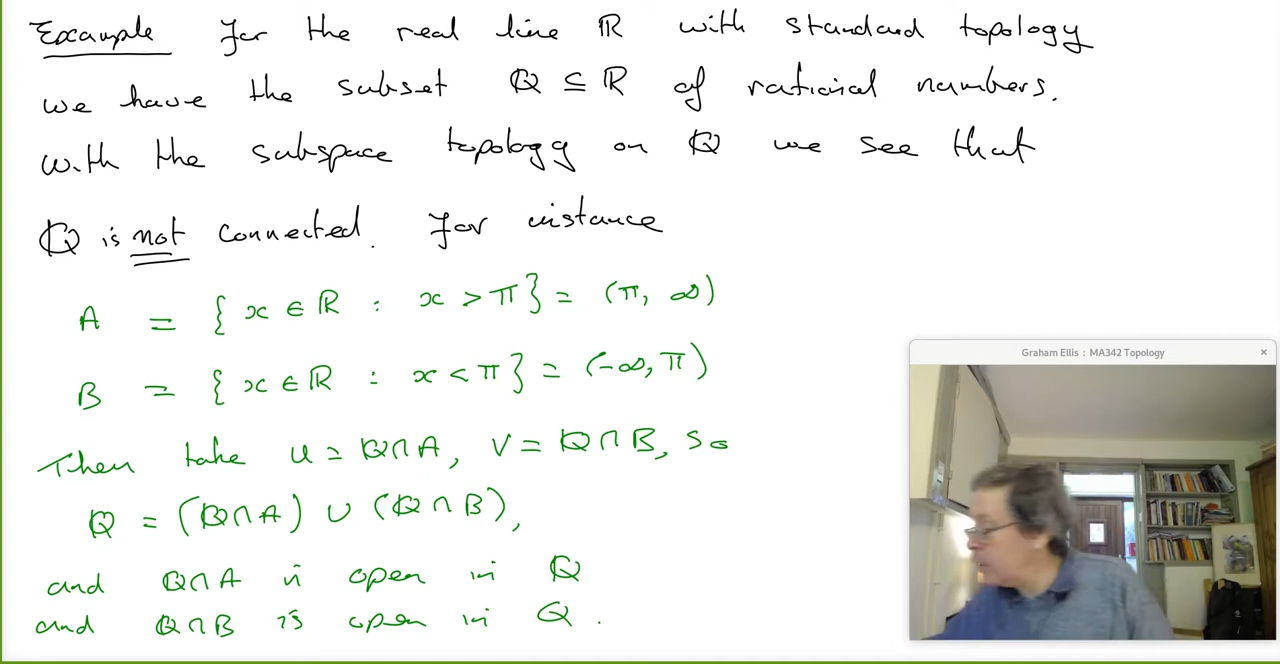 Example for the real line ℝ with standard topology
we have the subset ℚ ⊆ ℝ of rational numbers.
With the subspace topology on ℚ we see that
ℚ is not connected. For instance
A = { x ∈ ℝ : x > π } = (π, ∞)
B = { x ∈ ℝ : x < π } = (-∞, π)
Then take U = ℚ∩A, V = ℚ∩B, so
ℚ = (ℚ∩A) ∪ (ℚ∩B),
and ℚ∩A is open in ℚ
and ℚ∩B is open in ℚ.
Graham Ellis : MA342 Topology